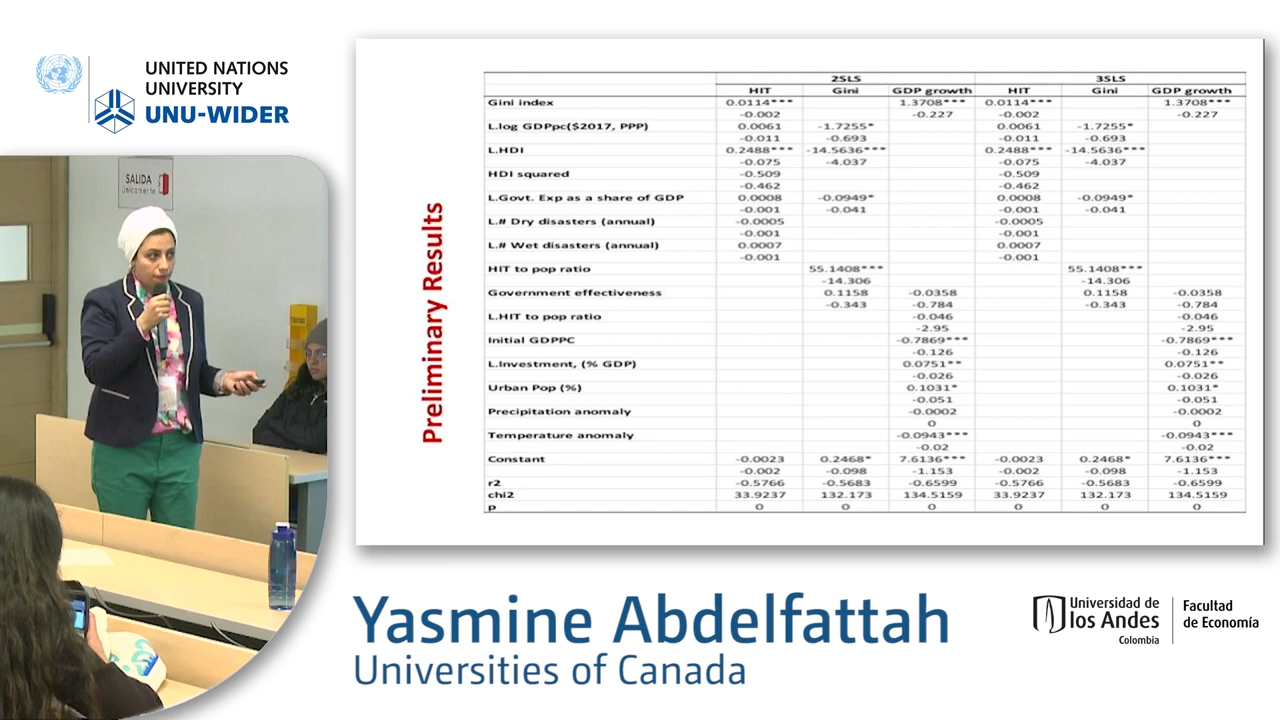 UNITED NATIONS
UNIVERSITY
UNU-WIDER
SALIDA
Únicamente
Preliminary Results
2SLS 3SLS
HIT Gini GDP growth HIT Gini GDP growth
Gini index 0.0114*** 1.3708*** 0.0114*** 1.3708***
-0.002 -0.227 -0.002 -0.227
L.log GDPpc($2017, PPP) 0.0061 -1.7255* 0.0061 -1.7255*
-0.011 -0.693 -0.011 -0.693
L.HDI 0.2488*** -14.5636*** 0.2488*** -14.5636***
-0.075 -4.037 -0.075 -4.037
HDI squared -0.509 -0.509
-0.462 -0.462
L.Govt. Exp as a share of GDP 0.0008 -0.0949* 0.0008 -0.0949*
-0.001 -0.041 -0.001 -0.041
L.# Dry disasters (annual) -0.0005 -0.0005
-0.001 -0.001
L.# Wet disasters (annual) 0.0007 0.0007
-0.001 -0.001
HIT to pop ratio 55.1408*** 55.1408***
-14.306 -14.306
Government effectiveness 0.1158 -0.0358 0.1158 -0.0358
-0.343 -0.784 -0.343 -0.784
L.HIT to pop ratio -0.046 -0.046
-2.95 -2.95
Initial GDPPC -0.7869*** -0.7869***
-0.126 -0.126
L.Investment, (% GDP) 0.0751** 0.0751**
-0.026 -0.026
Urban Pop (%) 0.1031* 0.1031*
-0.051 -0.051
Precipitation anomaly -0.0002 -0.0002
0 0
Temperature anomaly -0.0943*** -0.0943***
-0.02 -0.02
Constant -0.0023 0.2468* 7.6136*** -0.0023 0.2468* 7.6136***
-0.002 -0.098 -1.153 -0.002 -0.098 -1.153
r2 -0.5766 -0.5683 -0.6599 -0.5766 -0.5683 -0.6599
chi2 33.9237 132.173 134.5159 33.9237 132.173 134.5159
p 0 0 0 0 0 0
Yasmine Abdelfattah
Universities of Canada
Universidad de
los Andes
Colombia
Facultad
de Economía